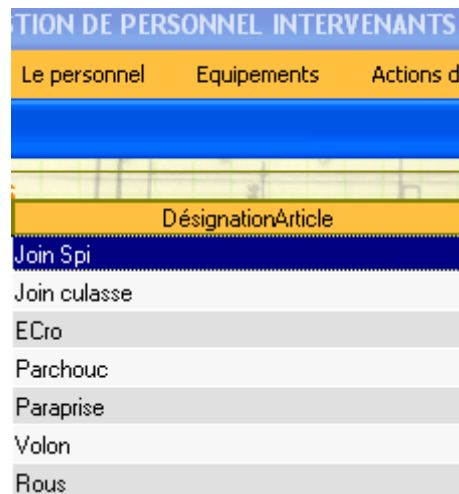 TION DE PERSONNEL INTERVENANTS
Le personnel Equipements Actions d
DésignationArticle
Join Spi
Join culasse
ECro
Parchouc
Paraprise
Volon
Rous